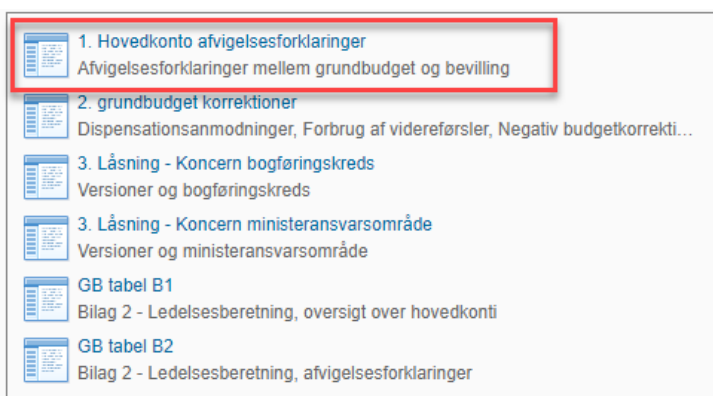 1. Hovedkonto afvigelsesforklaringer
Afvigelsesforklaringer mellem grundbudget og bevilling
2. grundbudget korrektioner
Dispensationsanmodninger, Forbrug af videreførsler, Negativ budgetkorrekti...
3. Låsning - Koncern bogføringskreds
Versioner og bogføringskreds
3. Låsning - Koncern ministeransvarsområde
Versioner og ministeransvarsområde
GB tabel B1
Bilag 2 - Ledelsesberetning, oversigt over hovedkonti
GB tabel B2
Bilag 2 - Ledelsesberetning, afvigelsesforklaringer